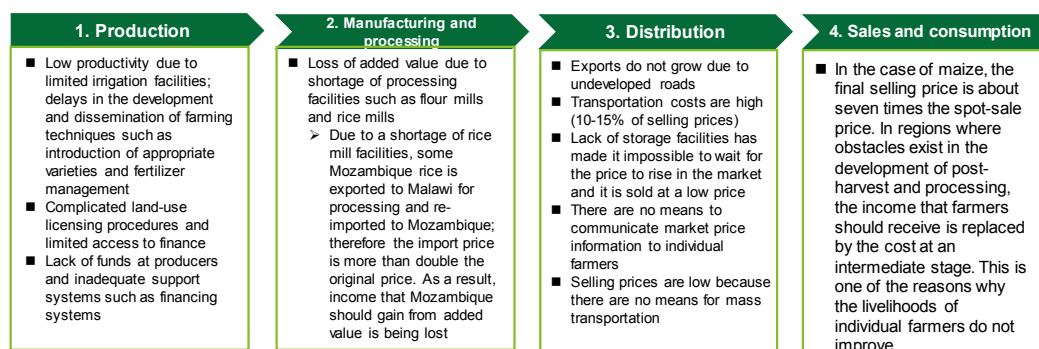 1. Production
■ Low productivity due to
limited irrigation facilities;
delays in the development
and dissemination of farming
techniques such as
introduction of appropriate
varieties and fertilizer
management
■ Complicated land-use
licensing procedures and
limited access to finance
■ Lack of funds at producers
and inadequate support
systems such as financing
systems
2. Manufacturing and
processing
■ Loss of added value due to
shortage of processing
facilities such as flour mills
and rice mills
➢ Due to a shortage of rice
mill facilities, some
Mozambique rice is
exported to Malawi for
processing and re-
imported to Mozambique;
therefore the import price
is more than double the
original price. As a result,
income that Mozambique
should gain from added
value is being lost
3. Distribution
■ Exports do not grow due to
undeveloped roads
■ Transportation costs are high
(10-15% of selling prices)
■ Lack of storage facilities has
made it impossible to wait for
the price to rise in the market
and it is sold at a low price
■ There are no means to
communicate market price
information to individual
farmers
■ Selling prices are low because
there are no means for mass
transportation
4. Sales and consumption
■ In the case of maize, the
final selling price is about
seven times the spot-sale
price. In regions where
obstacles exist in the
development of post-
harvest and processing,
the income that farmers
should receive is replaced
by the cost at an
intermediate stage. This is
one of the reasons why
the livelihoods of
individual farmers do not
improve